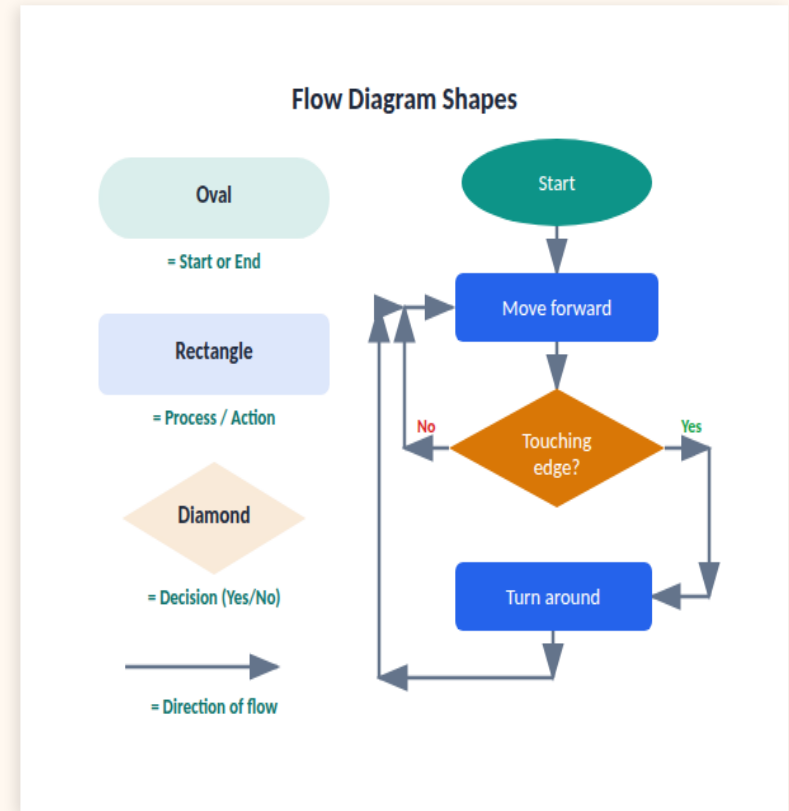 Flow Diagram Shapes
Oval
= Start or End
Rectangle
= Process / Action
Diamond
= Decision (Yes/No)
= Direction of flow
Start
Move forward
Touching
edge?
No
Yes
Turn around